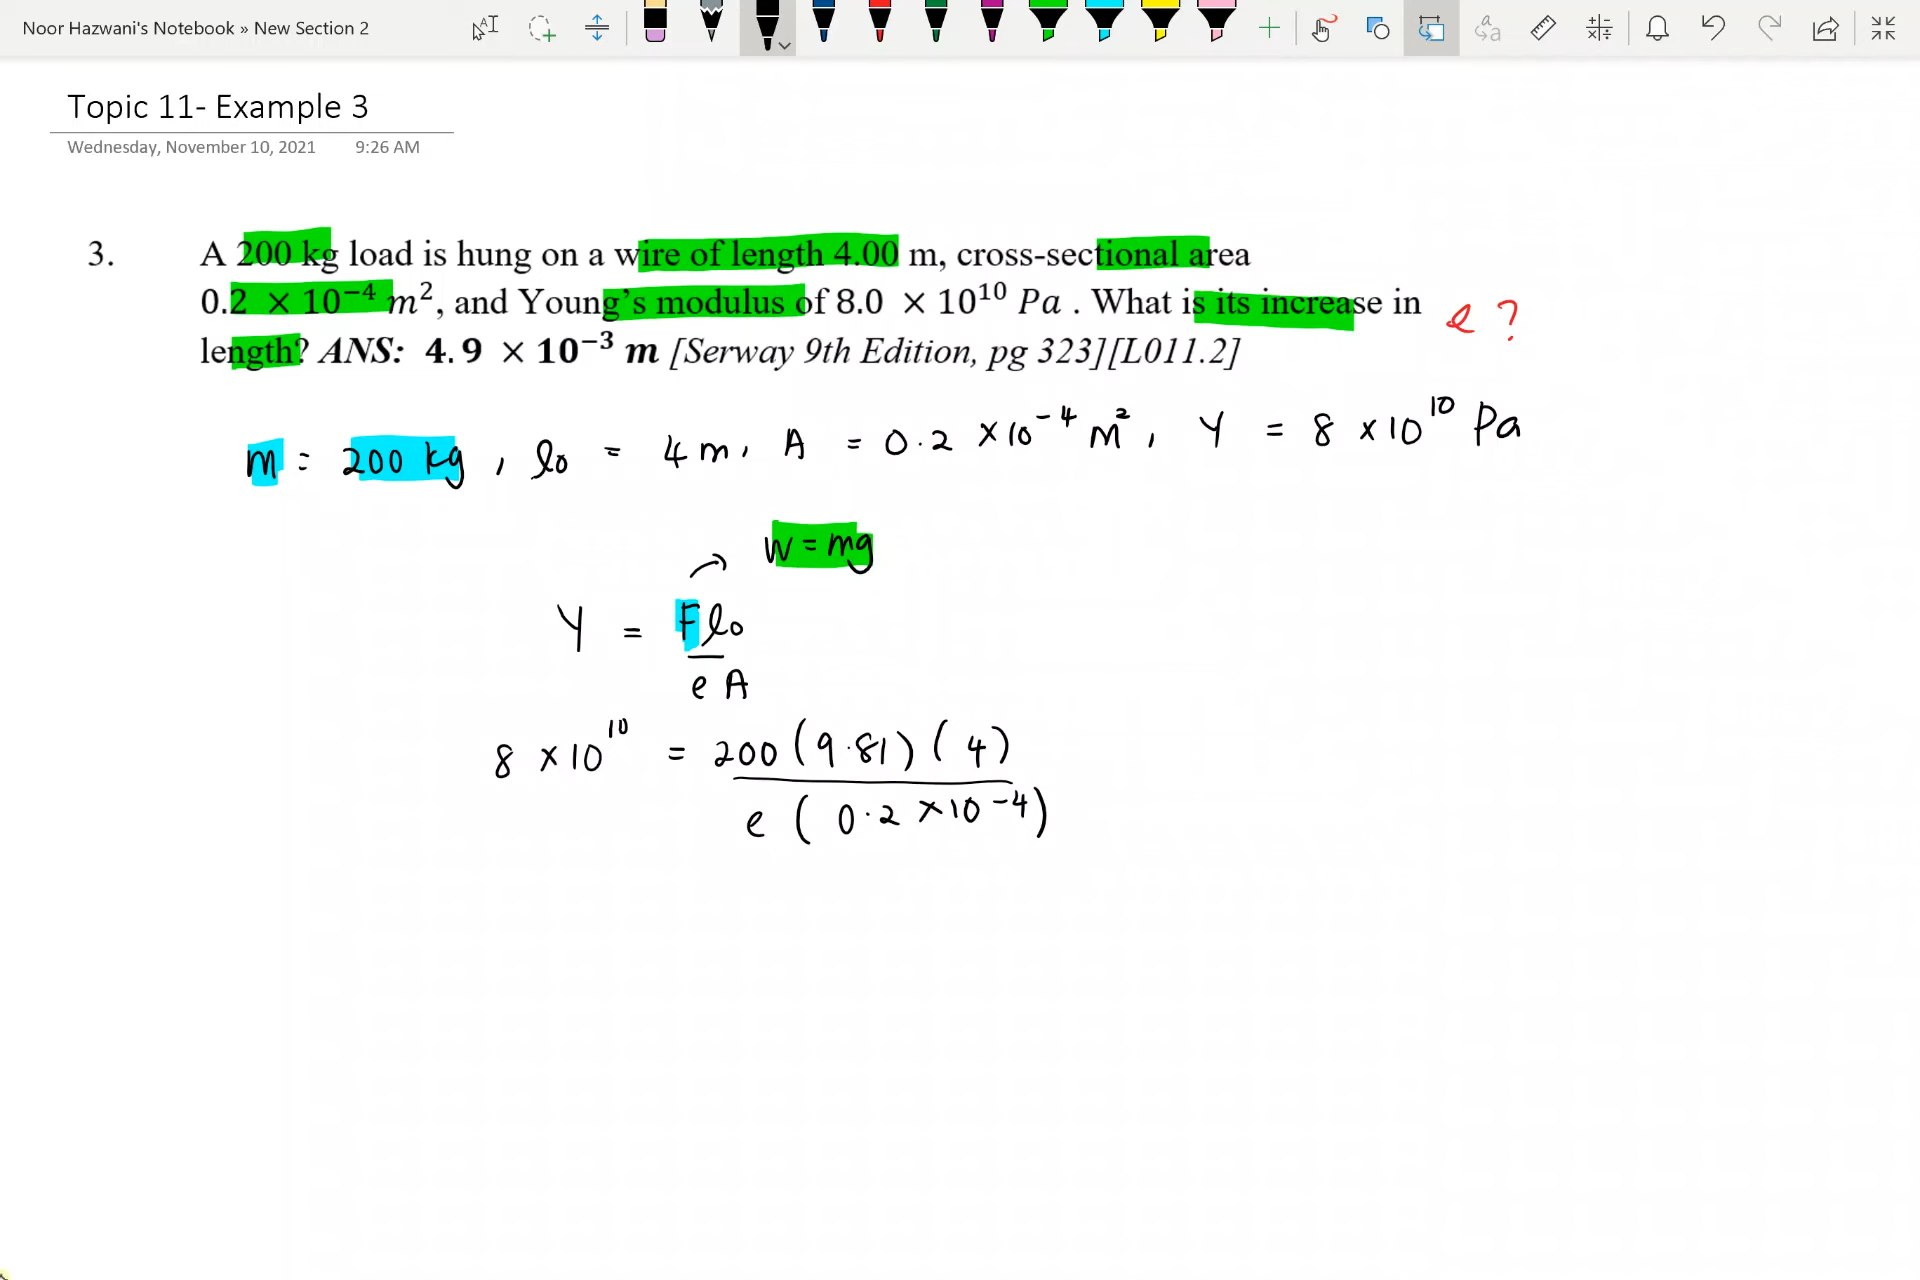 Noor Hazwani's Notebook » New Section 2
Topic 11- Example 3
Wednesday, November 10, 2021 9:26 AM
3. A 200 kg load is hung on a wire of length 4.00 m, cross-sectional area
0.2 × 10⁻⁴ m², and Young's modulus of 8.0 × 10¹⁰ Pa . What is its increase in
e ?
length? ANS: 4.9 × 10⁻³ m [Serway 9th Edition, pg 323][L011.2]
m = 200 kg , l₀ = 4 m, A = 0.2 × 10⁻⁴ m², Y = 8 × 10¹⁰ Pa
W = mg
Y = Fl₀
e A
8 × 10¹⁰ = 200 (9.81) (4)
e ( 0.2 × 10⁻⁴)